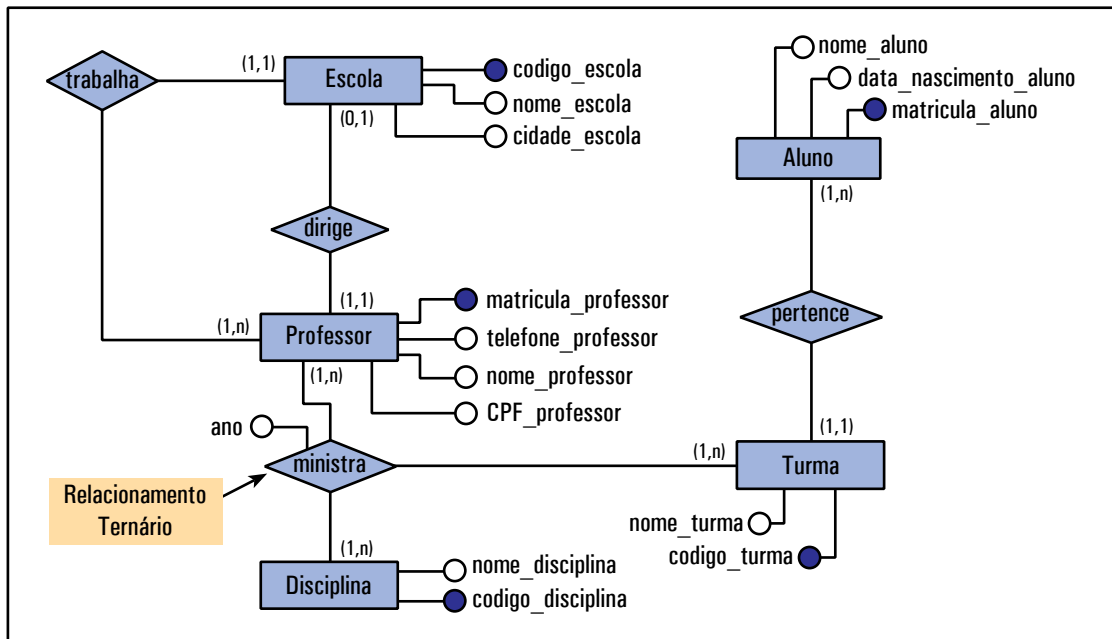 nome_aluno
data_nascimento_aluno
matricula_aluno
trabalha
(1,1)
Escola
codigo_escola
nome_escola
cidade_escola
(0,1)
Aluno
(1,n)
dirige
(1,1)
matricula_professor
telefone_professor
nome_professor
CPF_professor
(1,n)
Professor
(1,n)
pertence
ano
ministra
(1,n)
(1,1)
Turma
Relacionamento
Ternário
nome_turma
codigo_turma
(1,n)
Disciplina
nome_disciplina
codigo_disciplina